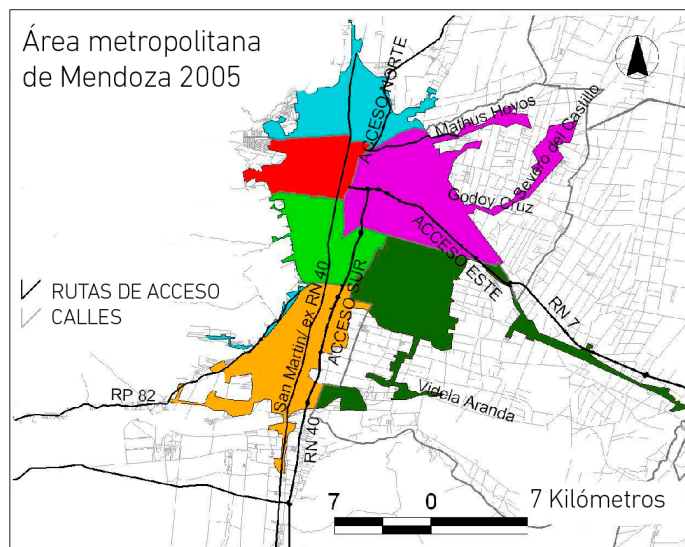 Área metropolitana
de Mendoza 2005
ACCESO NORTE
Mathus Hoyos
Severo del Castillo
Godoy Cruz
ACCESO ESTE
RN 7
RUTAS DE ACCESO
CALLES
San Martín/ ex RN 40
ACCESO SUR
RP 82
Videla Aranda
RN 40
7 0 7 Kilómetros